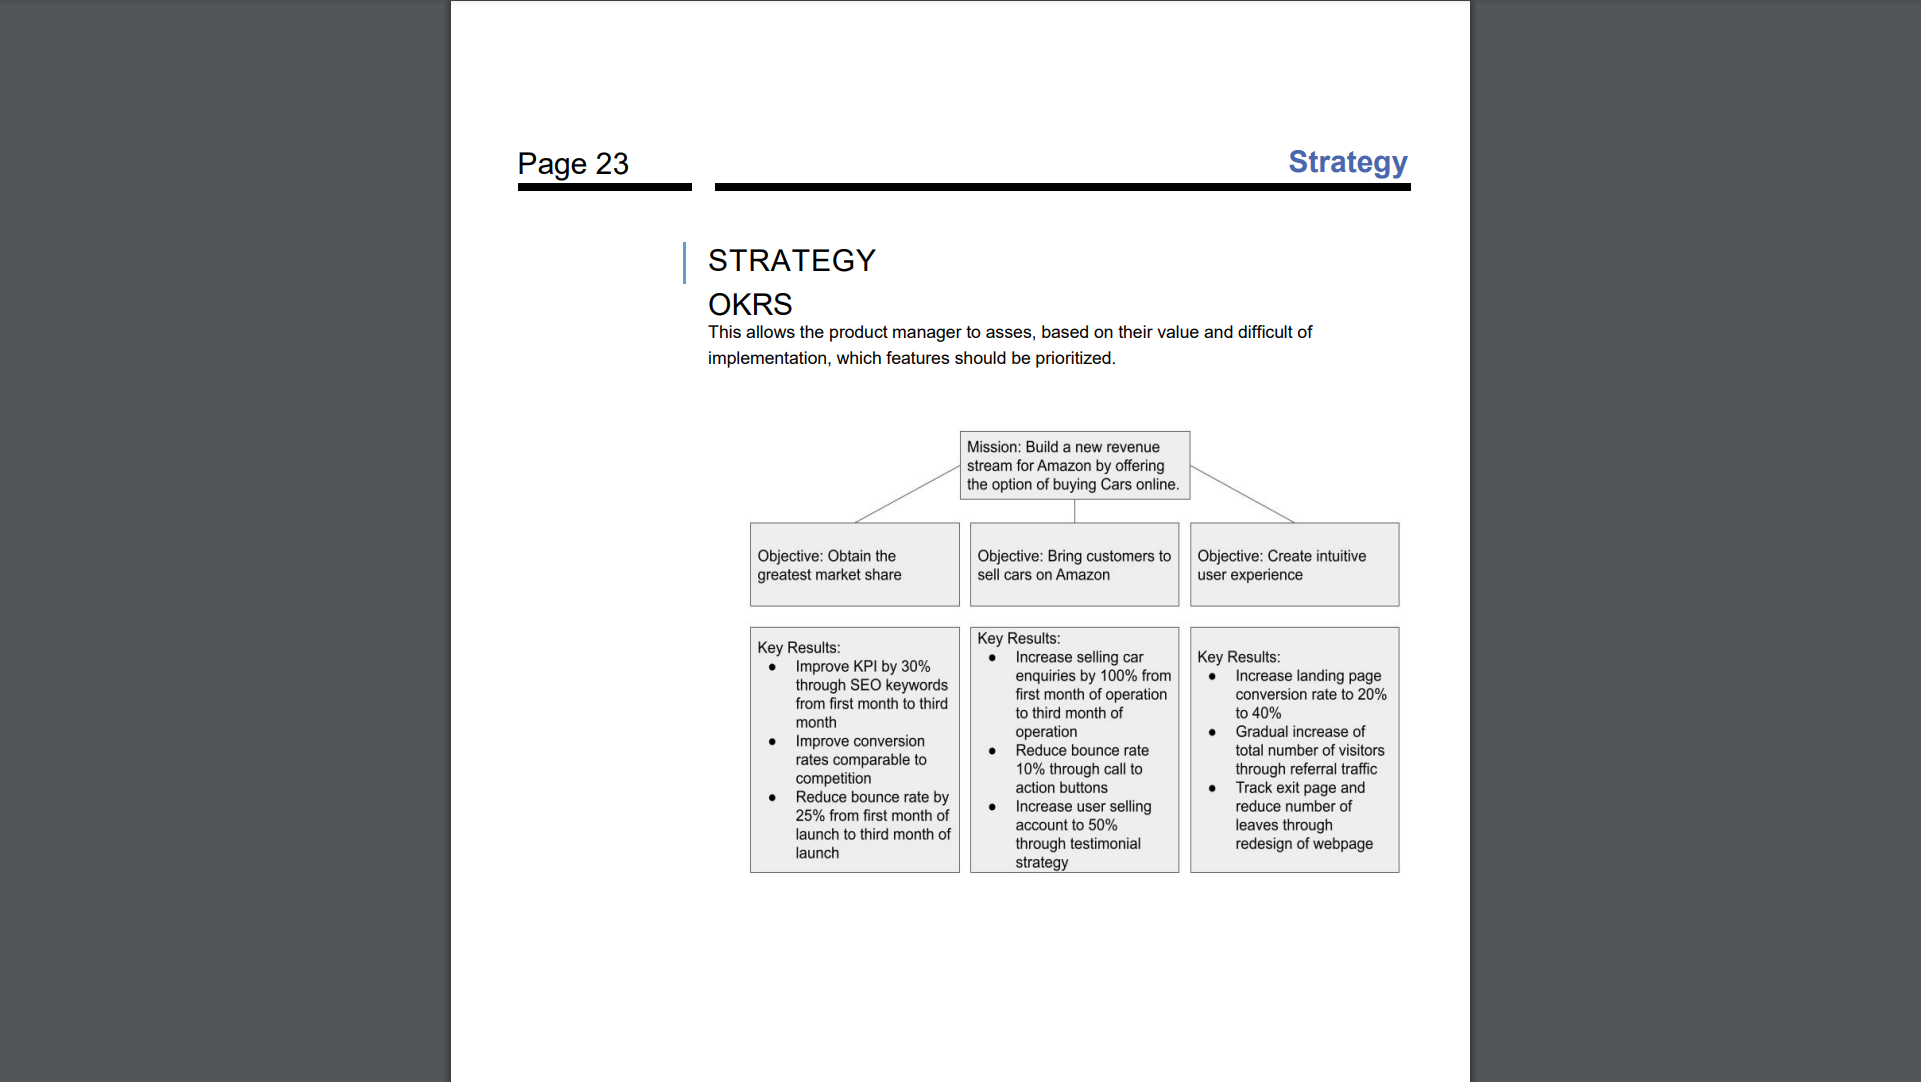 Page 23
Strategy
STRATEGY
OKRS
This allows the product manager to asses, based on their value and difficult of
implementation, which features should be prioritized.
Mission: Build a new revenue
stream for Amazon by offering
the option of buying Cars online.
Objective: Obtain the
greatest market share
Objective: Bring customers to
sell cars on Amazon
Objective: Create intuitive
user experience
Key Results:
● Improve KPI by 30%
through SEO keywords
from first month to third
month
● Improve conversion
rates comparable to
competition
● Reduce bounce rate by
25% from first month of
launch to third month of
launch
Key Results:
● Increase selling car
enquiries by 100% from
first month of operation
to third month of
operation
● Reduce bounce rate
10% through call to
action buttons
● Increase user selling
account to 50%
through testimonial
strategy
Key Results:
● Increase landing page
conversion rate to 20%
to 40%
● Gradual increase of
total number of visitors
through referral traffic
● Track exit page and
reduce number of
leaves through
redesign of webpage